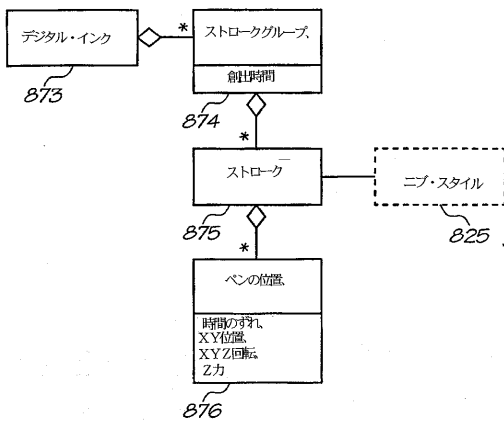 デジタル・インク
*
ストロークグループ、
創出時間
873
874
*
ストローク
ニブ・スタイル
875
825
*
ペンの位置、
時間のずれ、
XY位置、
XYZ回転、
Z力
876